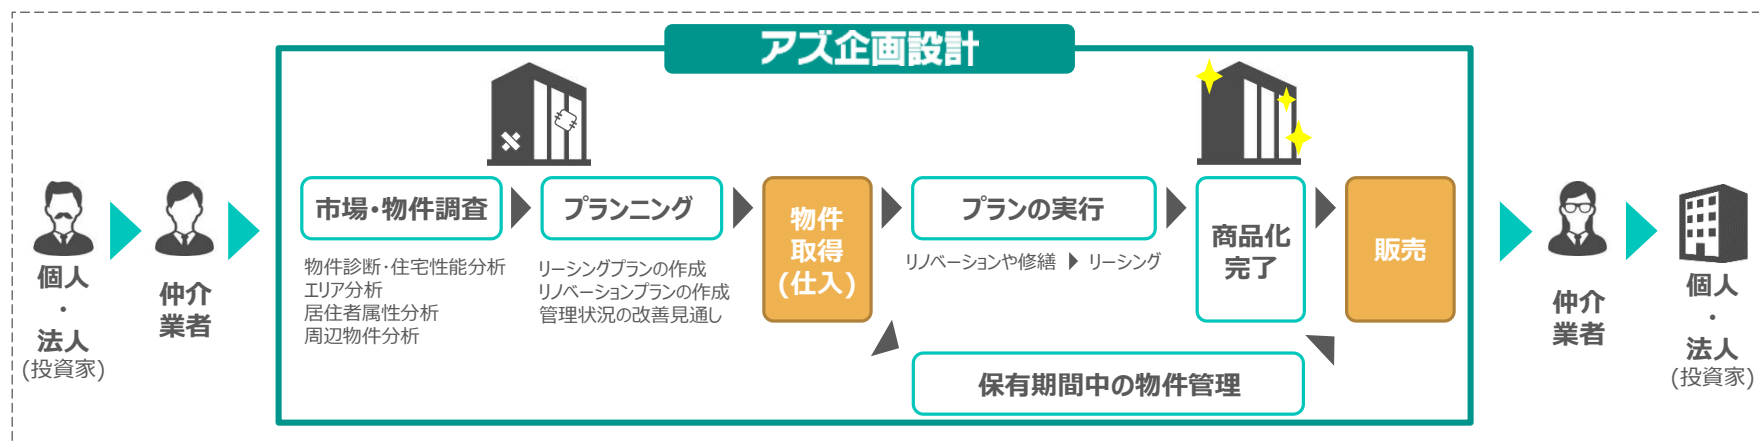 アズ企画設計
個人
・
法人
(投資家)
仲介
業者
市場・物件調査
物件診断・住宅性能分析
エリア分析
居住者属性分析
周辺物件分析
プランニング
リーシングプランの作成
リノベーションプランの作成
管理状況の改善見通し
物件
取得
(仕入)
プランの実行
リノベーションや修繕 ▶ リーシング
商品化
完了
保有期間中の物件管理
販売
仲介
業者
個人
・
法人
(投資家)